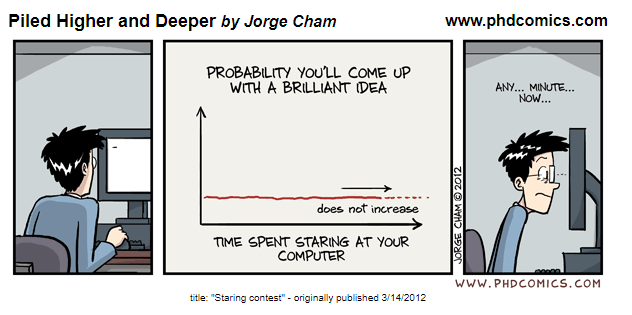 Piled Higher and Deeper by Jorge Cham
www.phdcomics.com
PROBABILITY YOU'LL COME UP
WITH A BRILLIANT IDEA
does not increase
TIME SPENT STARING AT YOUR
COMPUTER
ANY... MINUTE...
NOW...
JORGE CHAM © 2012
WWW.PHDCOMICS.COM
title: "Staring contest" - originally published 3/14/2012